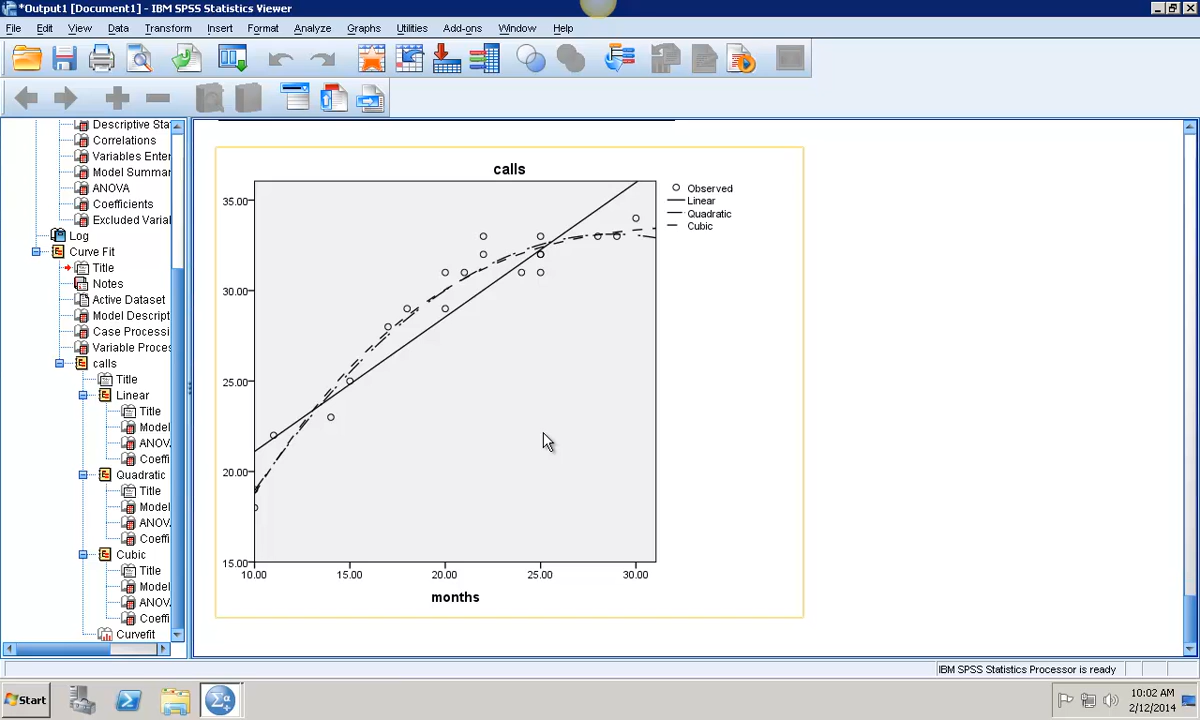 *Output1 [Document1] - IBM SPSS Statistics Viewer
File Edit View Data Transform Insert Format Analyze Graphs Utilities Add-ons Window Help
Descriptive Sta
Correlations
Variables Enter
Model Summar
ANOVA
Coefficients
Excluded Varial
Log
Curve Fit
Title
Notes
Active Dataset
Model Descript
Case Processi
Variable Proces
calls
Title
Linear
Title
Model
ANOV
Coeffi
Quadratic
Title
Model
ANOV
Coeffi
Cubic
Title
Model
ANOV
Coeffi
Curvefit
calls
35.00
30.00
25.00
20.00
15.00
10.00 15.00 20.00 25.00 30.00
months
Observed
Linear
Quadratic
Cubic
IBM SPSS Statistics Processor is ready
Start
10:02 AM
2/12/2014